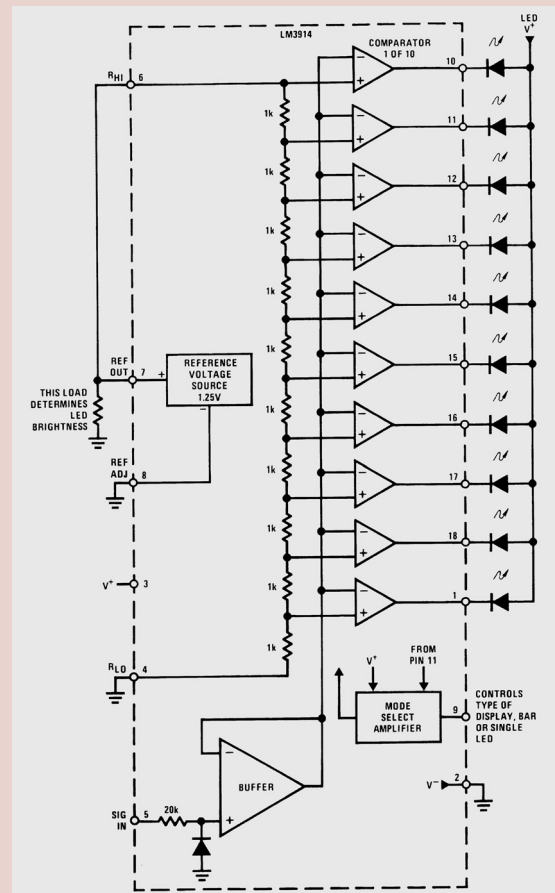 LED
V+
LM3914
COMPARATOR
1 OF 10
RHI
6
10
1k
11
1k
12
1k
13
1k
14
1k
REF
OUT
7
+
REFERENCE
VOLTAGE
SOURCE
1.25V
−
THIS LOAD
DETERMINES
LED
BRIGHTNESS
15
1k
16
1k
REF
ADJ
8
17
1k
18
1k
V+
3
1
1k
RLO
4
FROM
PIN 11
V+
MODE
SELECT
AMPLIFIER
9
CONTROLS
TYPE OF
DISPLAY, BAR
OR SINGLE
LED
−
BUFFER
+
V−
2
SIG
IN
5
20k
− +
− +
− +
− +
− +
− +
− +
− +
− +
− +